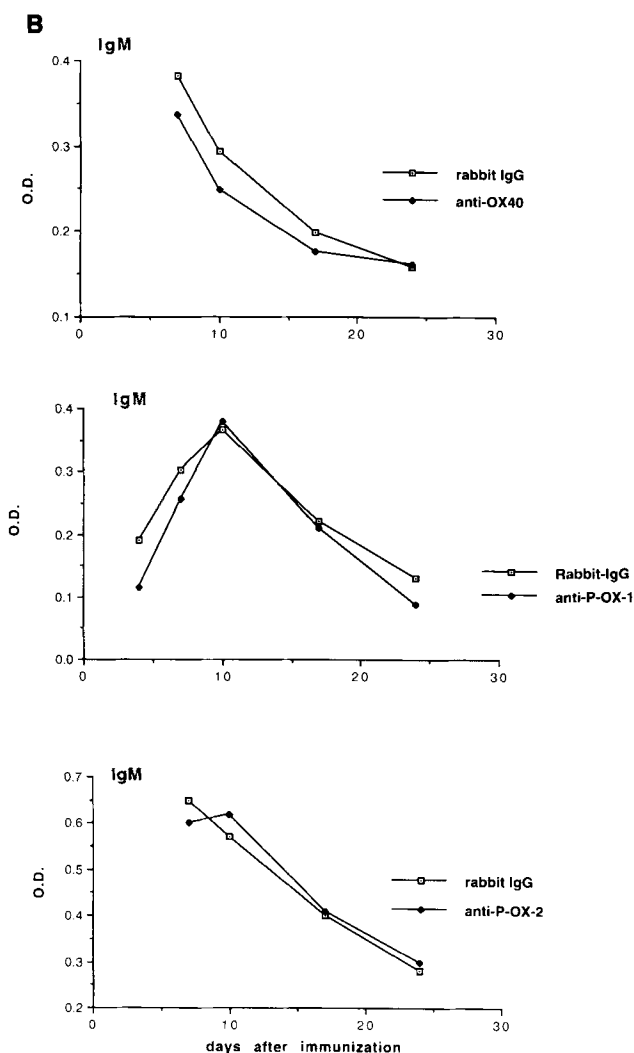 B
IgM
0.4
0.3
0.2
0.1
O.D.
rabbit IgG
anti-OX40
0
10
20
30
IgM
0.4
0.3
0.2
0.1
0.0
O.D.
Rabbit-IgG
anti-P-OX-1
0
10
20
30
IgM
0.7
0.6
0.5
0.4
0.3
0.2
O.D.
rabbit IgG
anti-P-OX-2
0
10
20
30
days after immunization